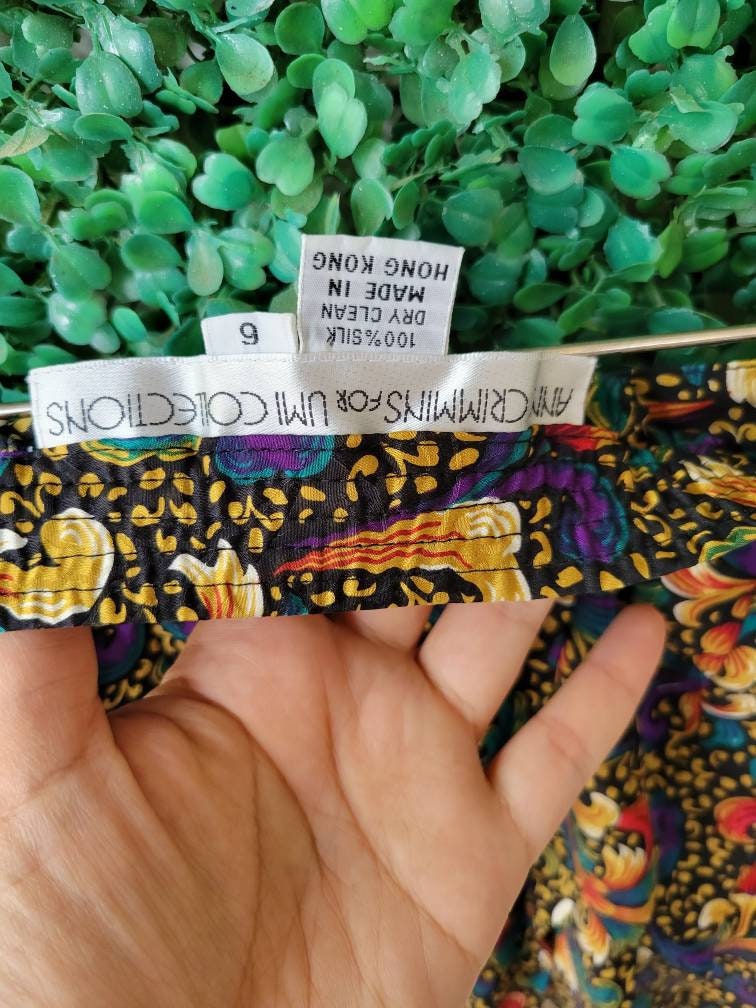 ANN CRIMMINS FOR UMI COLLECTIONS
100%SILK
DRY CLEAN
MADE IN
HONG KONG
6